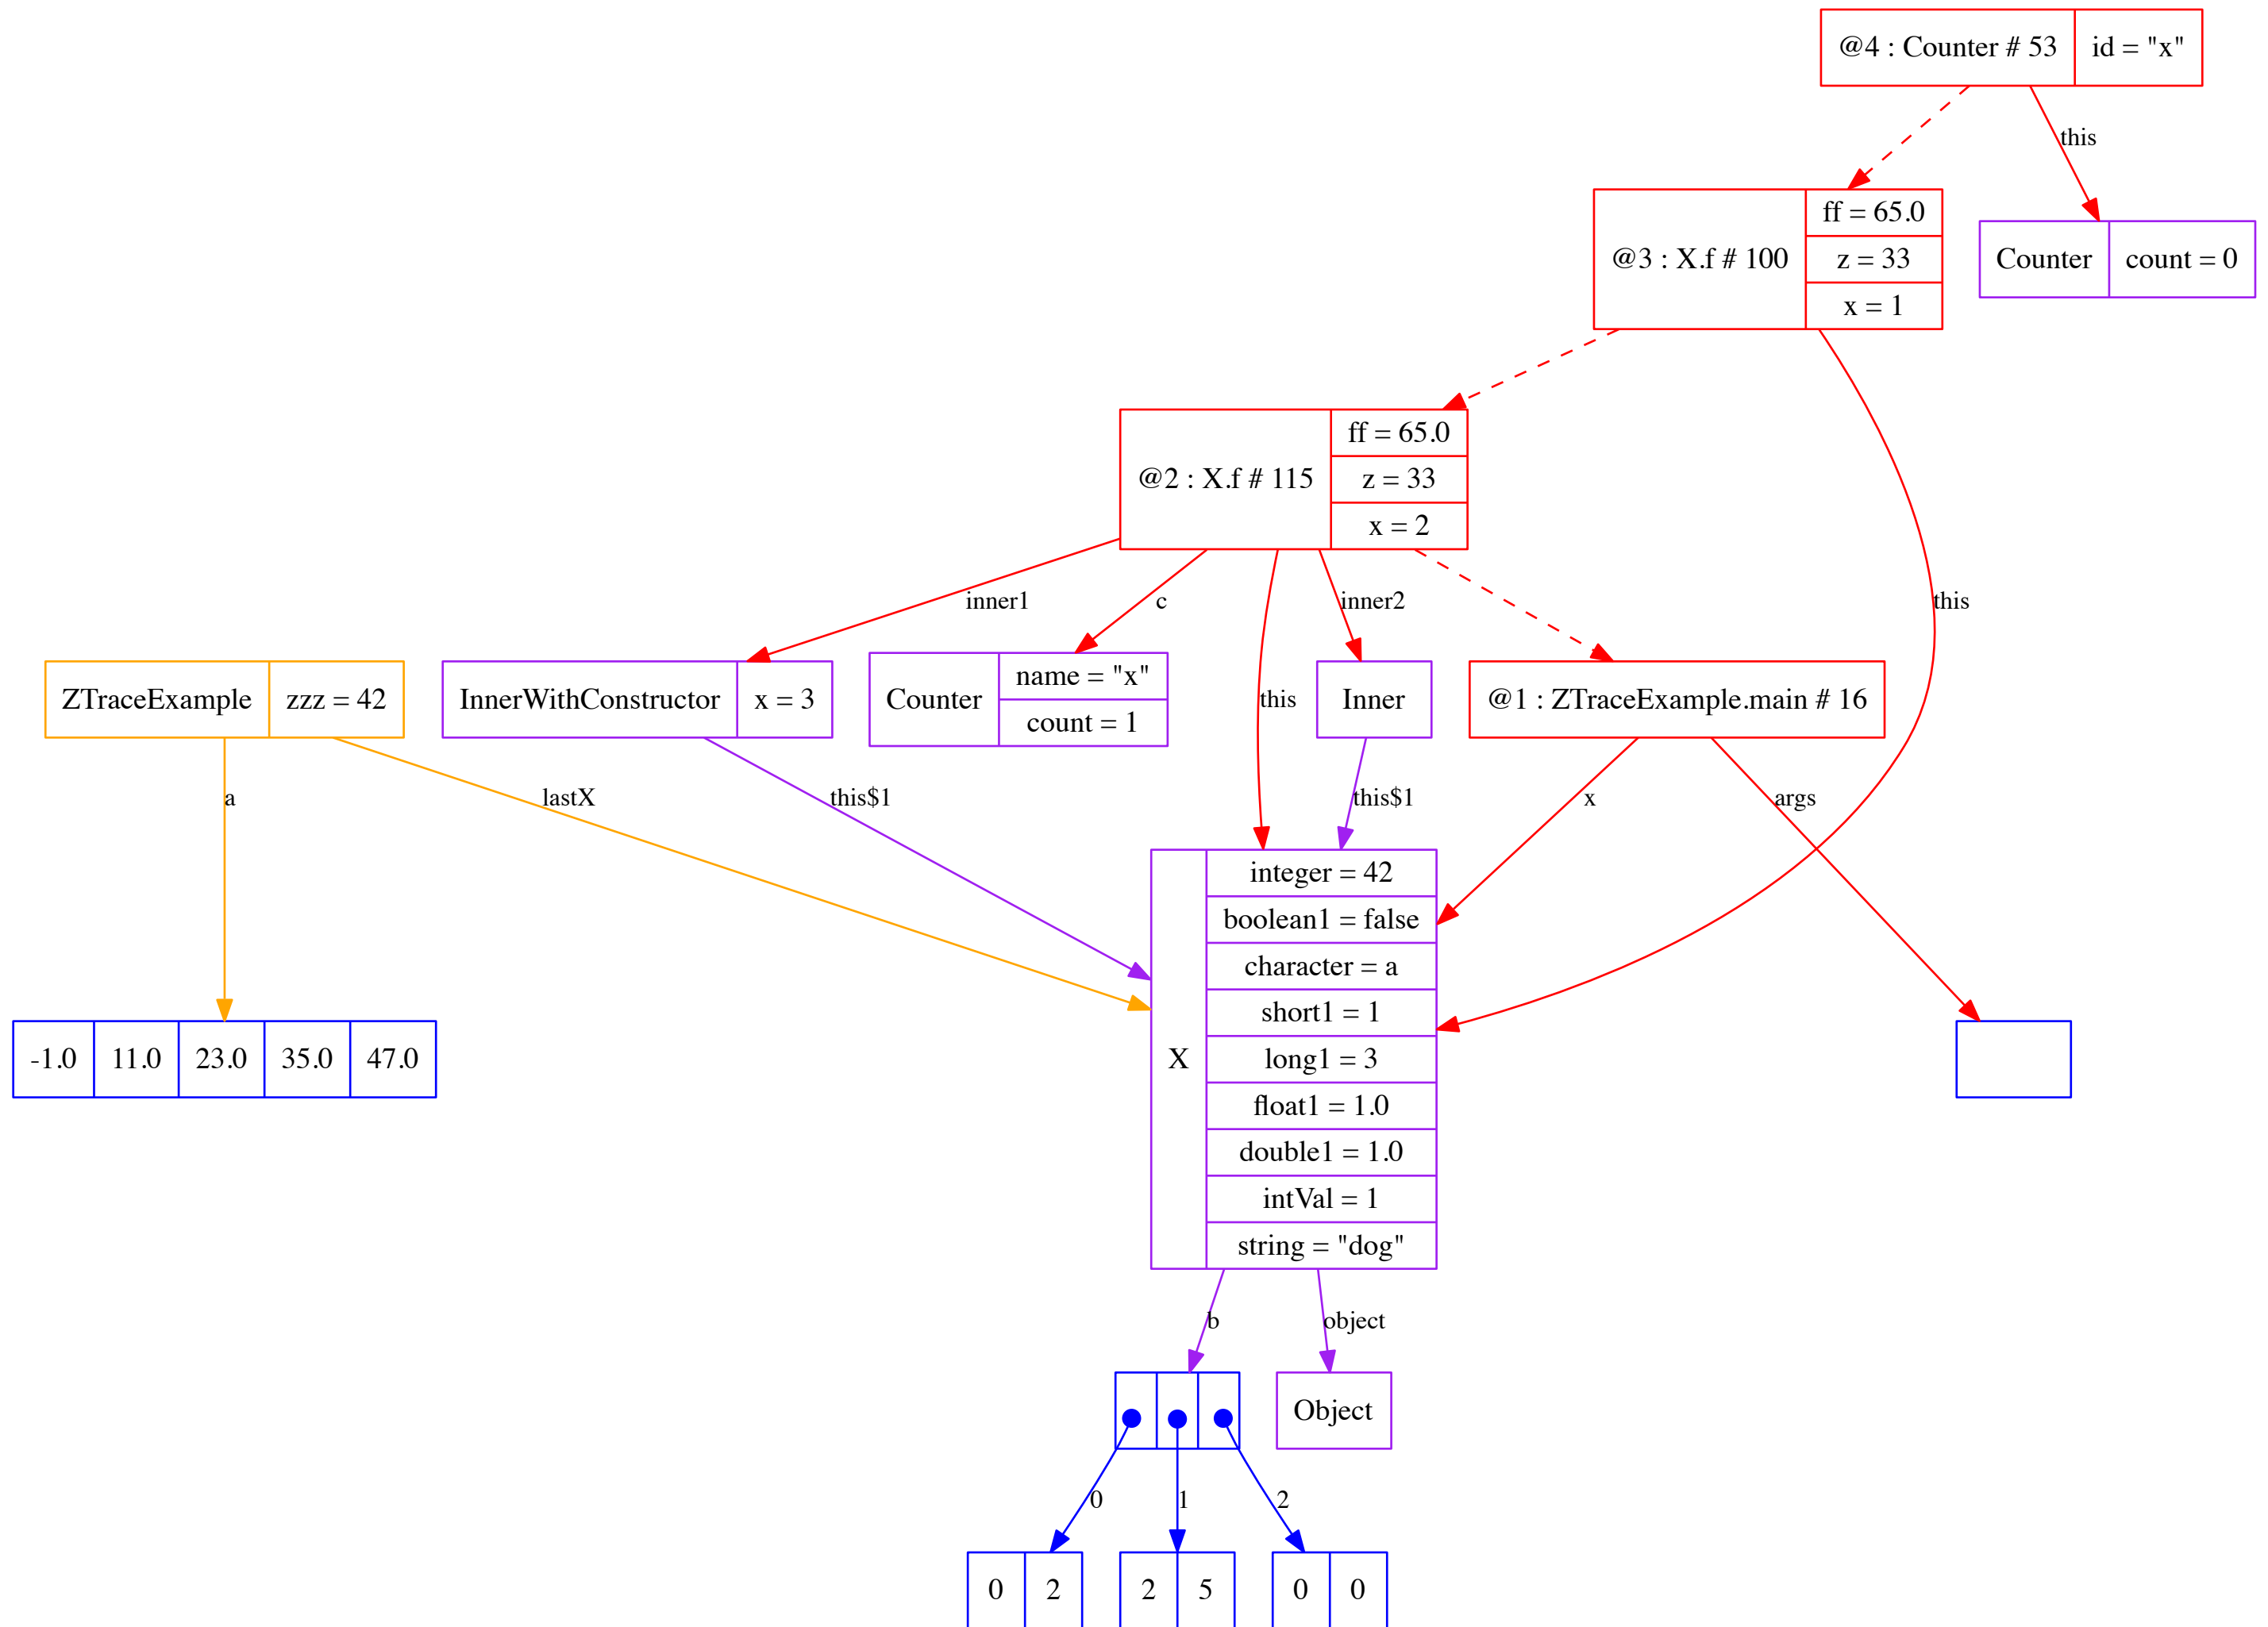 @4 : Counter # 53
id = "x"
this
@3 : X.f # 100
ff = 65.0
z = 33
x = 1
Counter
count = 0
@2 : X.f # 115
ff = 65.0
z = 33
x = 2
inner1
c
inner2
this
ZTraceExample
zzz = 42
InnerWithConstructor
x = 3
Counter
name = "x"
count = 1
this
Inner
@1 : ZTraceExample.main # 16
a
lastX
this$1
this$1
x
args
X
integer = 42
boolean1 = false
character = a
short1 = 1
long1 = 3
float1 = 1.0
double1 = 1.0
intVal = 1
string = "dog"
-1.0
11.0
23.0
35.0
47.0
b
object
Object
0
1
2
0
2
2
5
0
0